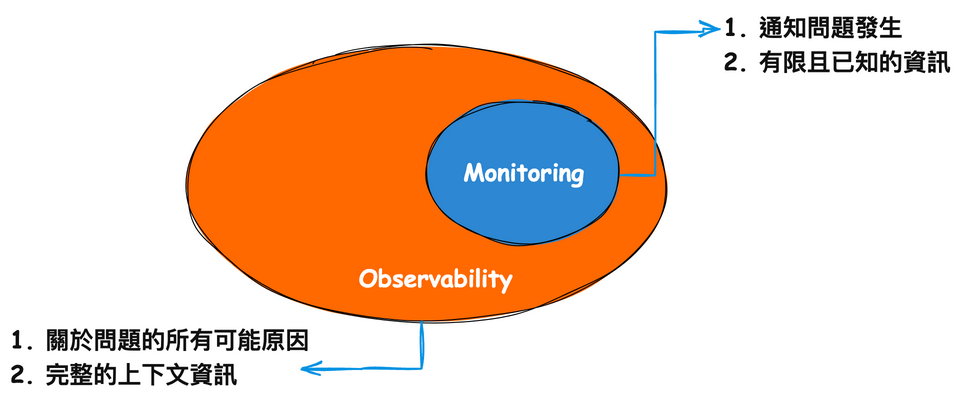 1. 通知問題發生
2. 有限且已知的資訊
Monitoring
Observability
1. 關於問題的所有可能原因
2. 完整的上下文資訊